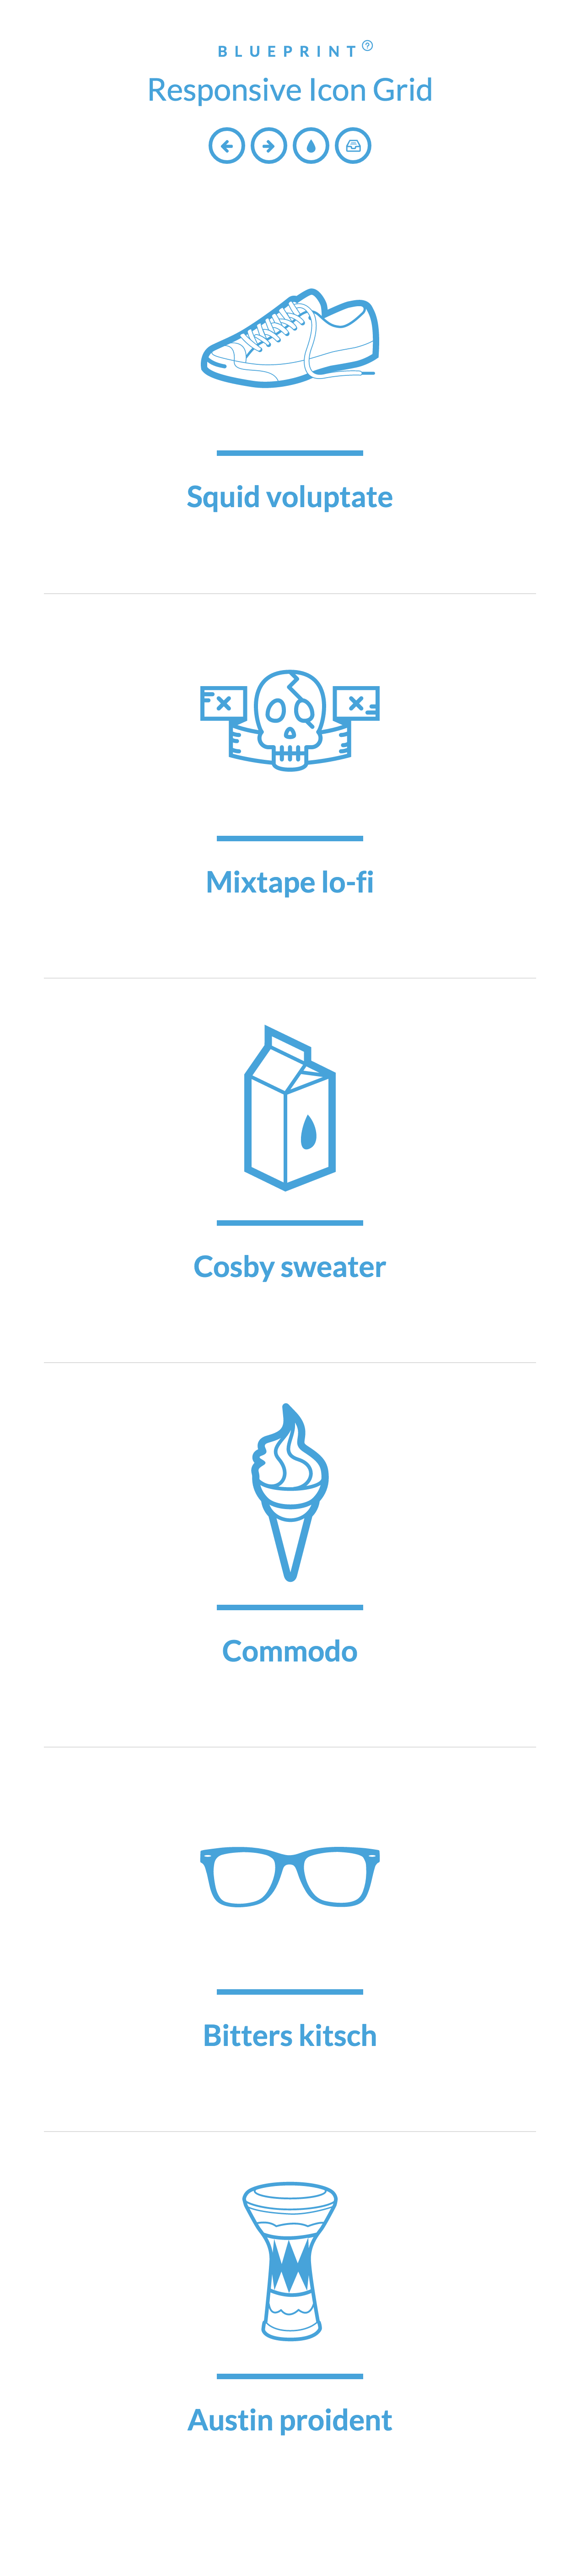 BLUEPRINT ?
Responsive Icon Grid
Squid voluptate
Mixtape lo-fi
Cosby sweater
Commodo
Bitters kitsch
Austin proident